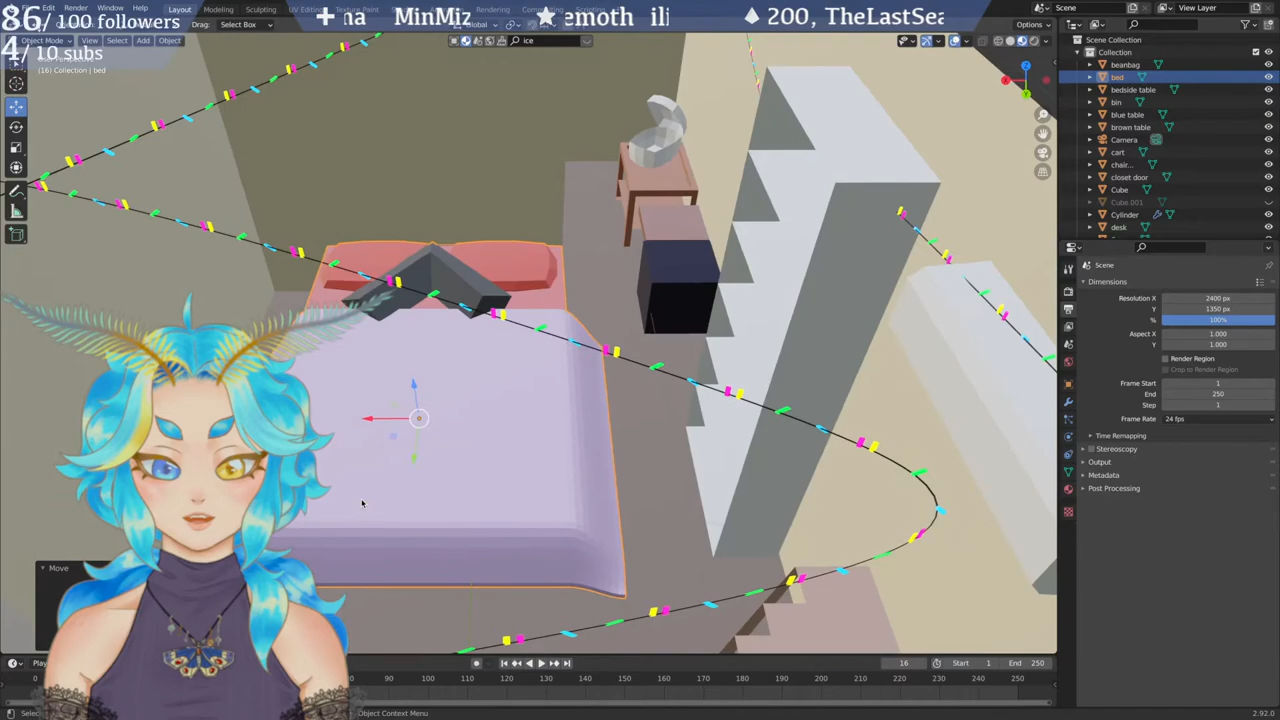 86/100 followers
4/10 subs
na MinMiz
emoth ili
200, TheLastSea
File Edit Render Window Help
Layout Modeling
UV Editing Texture Paint
Rendering
Scene
View Layer
Drag: Select Box
Global
Options
Object Mode View Select Add Object
ice
(16) Collection | bed
Scene Collection
Collection
beanbag
bed
bedside table
bin
blue table
brown table
Camera
cart
chair...
closet door
Cube
Cube.001
Cylinder
desk
Scene
Dimensions
Resolution X 2400 px
Y 1350 px
% 100%
Aspect X 1.000
Y 1.000
Render Region
Crop to Render Region
Frame Start 1
End 250
Step 1
Frame Rate 24 fps
Time Remapping
Stereoscopy
Output
Metadata
Post Processing
Move
16 Start 1 End 250
0 80 90 100 110 120 130 140 150 160 170 180 190 200 210 220 230 240 250
Object Context Menu
2.92.0